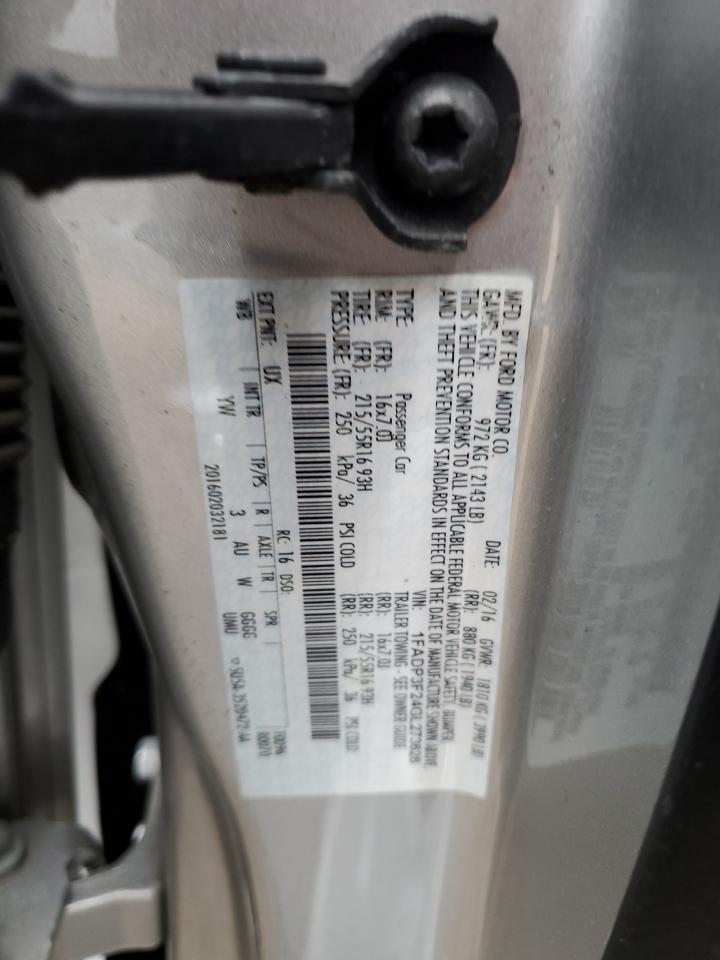 MFD. BY FORD MOTOR CO. DATE: 02/16 GVWR: 1810 KG ( 3990 LB)
GAWR: (FR): 972 KG ( 2143 LB) (RR): 880 KG ( 1940 LB)
THIS VEHICLE CONFORMS TO ALL APPLICABLE FEDERAL MOTOR VEHICLE SAFETY, BUMPER,
AND THEFT PREVENTION STANDARDS IN EFFECT ON THE DATE OF MANUFACTURE SHOWN ABOVE.
VIN: 1FADP3F24GL273828
TYPE: Passenger Car TRAILER TOWING - SEE OWNER GUIDE
RIM: (FR): 16x7.0J (RR): 16x7.0J
TIRE: (FR): 215/55R16 93H (RR): 215/55R16 93H
PRESSURE (FR): 250 kPa/ 36 PSI COLD (RR): 250 kPa/ 36 PSI COLD
RC: 16 DSO:
EXT PNT: UX
WB INT TR TP/PS R AXLE TR SPR
YW 3 AU W GGGG UMU
201602032181